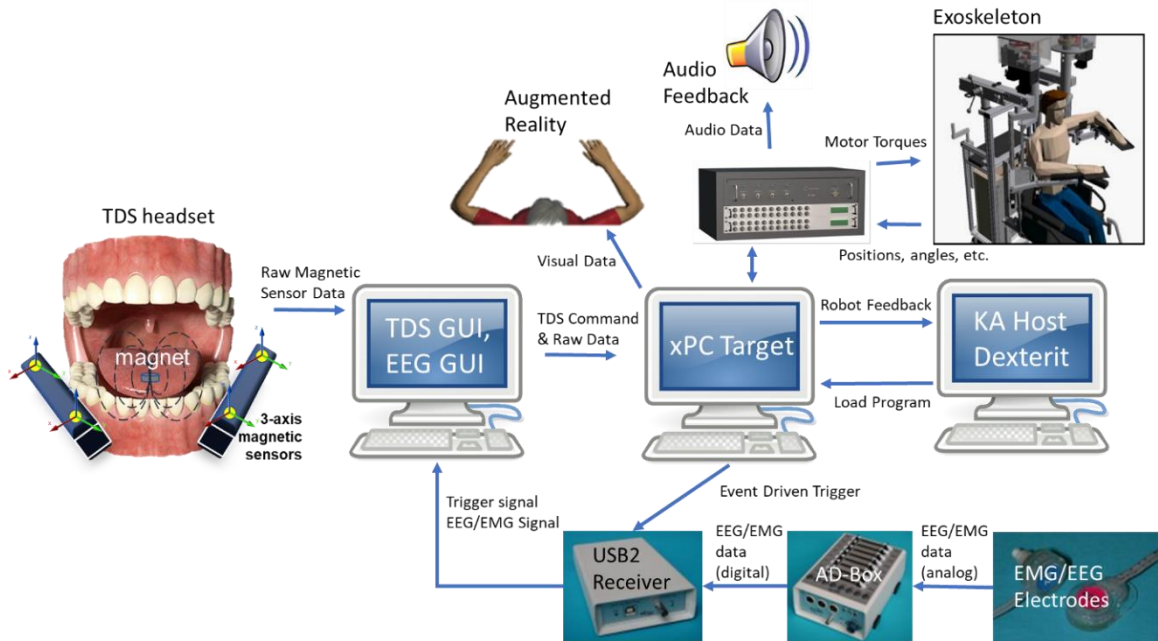 Exoskeleton
Audio
Feedback
Augmented
Reality
Audio Data
Motor Torques
TDS headset
Raw Magnetic
Sensor Data
Visual Data
Positions, angles, etc.
TDS GUI,
EEG GUI
TDS Command
& Raw Data
xPC Target
Robot Feedback
KA Host
Dexterit
Load Program
magnet
3-axis
magnetic
sensors
Trigger signal
EEG/EMG Signal
Event Driven Trigger
USB2
Receiver
EEG/EMG
data
(digital)
AD-Box
EEG/EMG
data
(analog)
EMG/EEG
Electrodes